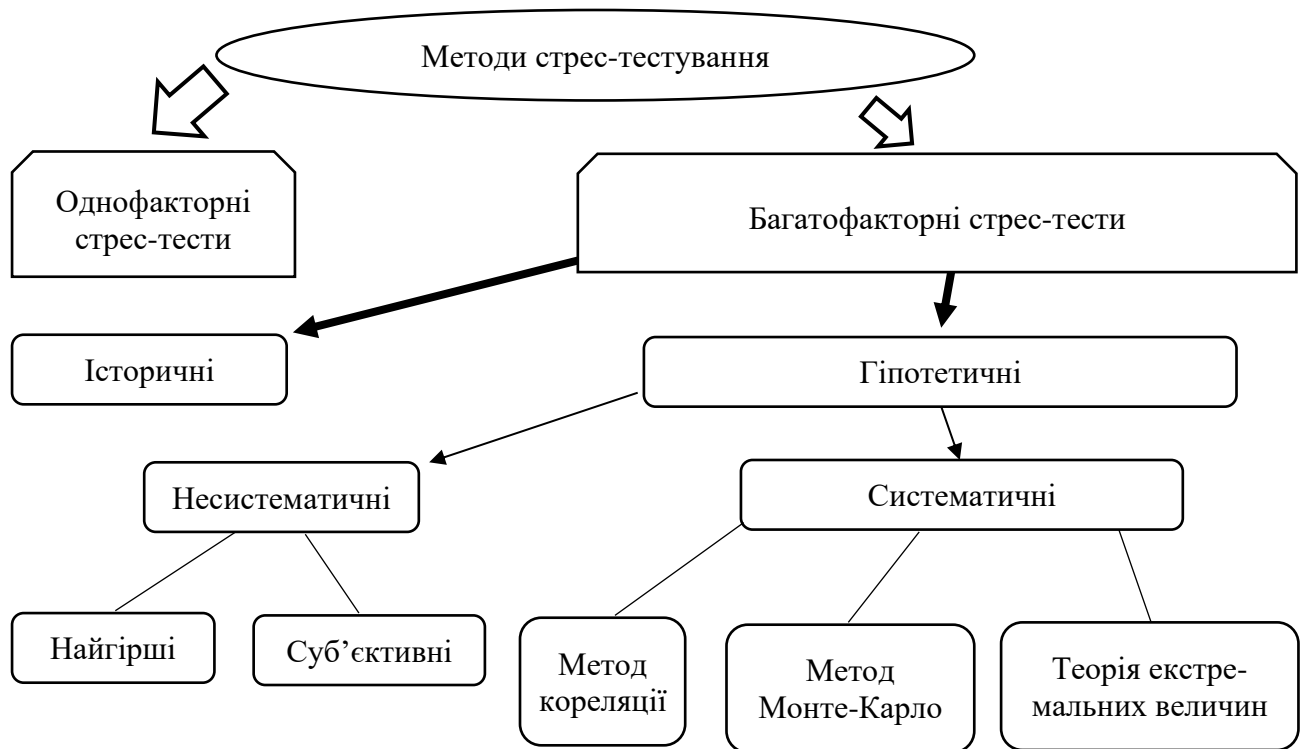 Методи стрес-тестування
Однофакторні
стрес-тести
Багатофакторні стрес-тести
Історичні
Гіпотетичні
Несистематичні
Систематичні
Найгірші
Суб’єктивні
Метод
кореляції
Метод
Монте-Карло
Теорія екстре-
мальних величин